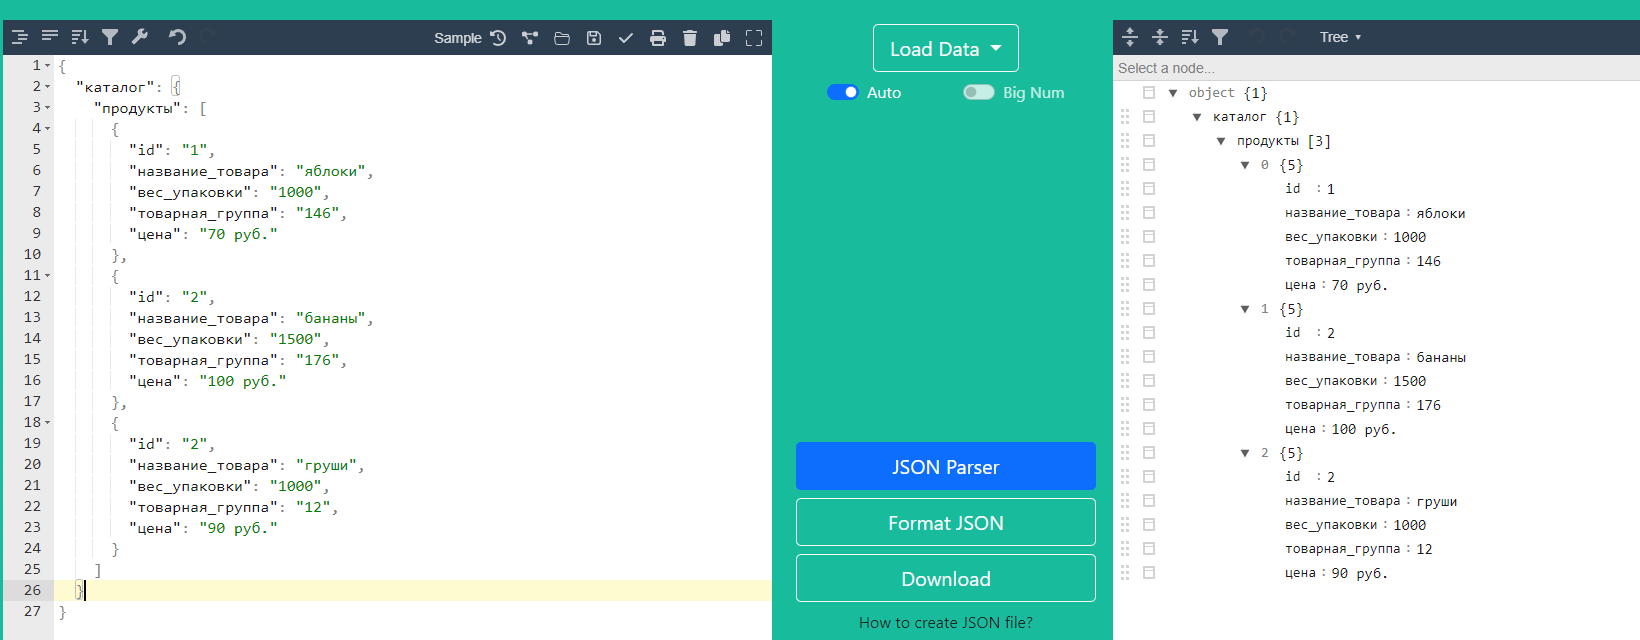 Sample
1 {
2 "каталог": {
3 "продукты": [
4 {
5 "id": "1",
6 "название_товара": "яблоки",
7 "вес_упаковки": "1000",
8 "товарная_группа": "146",
9 "цена": "70 руб."
10 },
11 {
12 "id": "2",
13 "название_товара": "бананы",
14 "вес_упаковки": "1500",
15 "товарная_группа": "176",
16 "цена": "100 руб."
17 },
18 {
19 "id": "2",
20 "название_товара": "груши",
21 "вес_упаковки": "1000",
22 "товарная_группа": "12",
23 "цена": "90 руб."
24 }
25 ]
26 }
27 }
Load Data
Auto Big Num
JSON Parser
Format JSON
Download
How to create JSON file?
Tree
Select a node...
object {1}
каталог {1}
продукты [3]
0 {5}
id : 1
название_товара : яблоки
вес_упаковки : 1000
товарная_группа : 146
цена : 70 руб.
1 {5}
id : 2
название_товара : бананы
вес_упаковки : 1500
товарная_группа : 176
цена : 100 руб.
2 {5}
id : 2
название_товара : груши
вес_упаковки : 1000
товарная_группа : 12
цена : 90 руб.